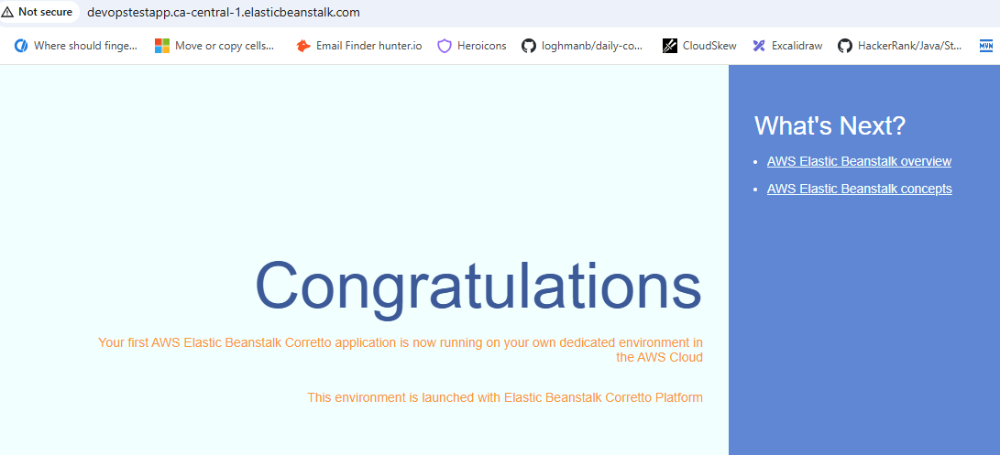 Not secure devopstestapp.ca-central-1.elasticbeanstalk.com
Where should finge... Move or copy cells... Email Finder hunter.io Heroicons loghmanb/daily-co... CloudSkew Excalidraw HackerRank/Java/St... MVN
What's Next?
• AWS Elastic Beanstalk overview
• AWS Elastic Beanstalk concepts
Congratulations
Your first AWS Elastic Beanstalk Corretto application is now running on your own dedicated environment in
the AWS Cloud
This environment is launched with Elastic Beanstalk Corretto Platform